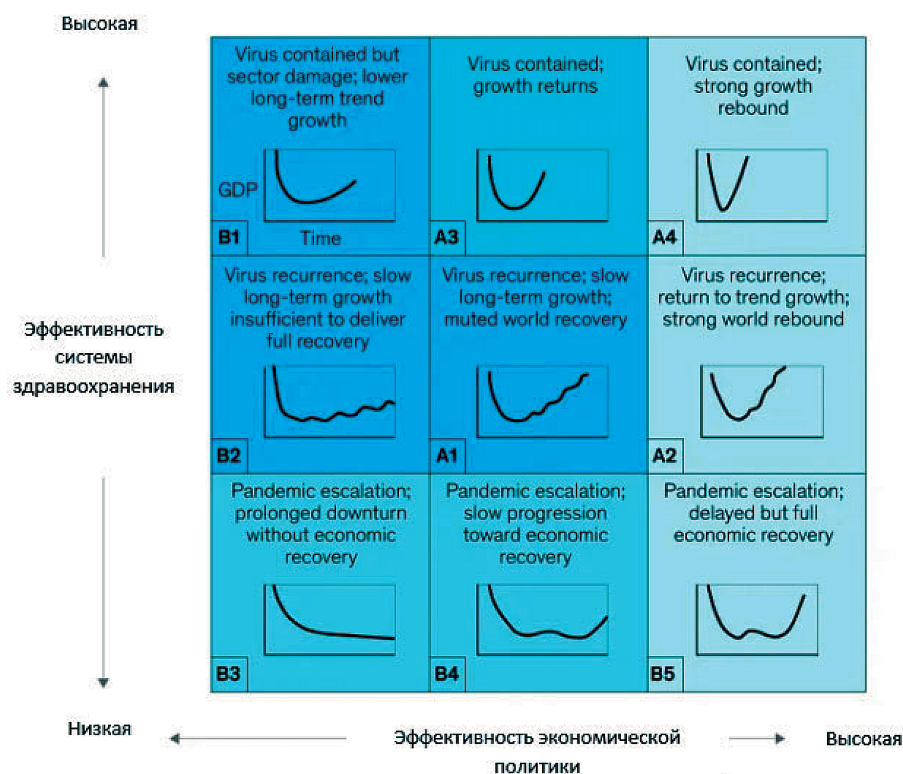 Высокая
Virus contained but
sector damage; lower
long-term trend
growth
GDP
Time
B1
Virus contained;
growth returns
A3
Virus contained;
strong growth
rebound
A4
Эффективность
системы
здравоохранения
Virus recurrence; slow
long-term growth
insufficient to deliver
full recovery
B2
Virus recurrence; slow
long-term growth;
muted world recovery
A1
Virus recurrence;
return to trend growth;
strong world rebound
A2
Pandemic escalation;
prolonged downturn
without economic
recovery
B3
Pandemic escalation;
slow progression
toward economic
recovery
B4
Pandemic escalation;
delayed but full
economic recovery
B5
Низкая
Эффективность экономической
политики
Высокая